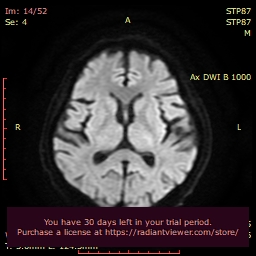 Im: 14/52
Se: 4
STP87
STP87
M
A
Ax DWI B 1000
R
L
You have 30 days left in your trial period.
Purchase a license at https://radiantviewer.com/store/